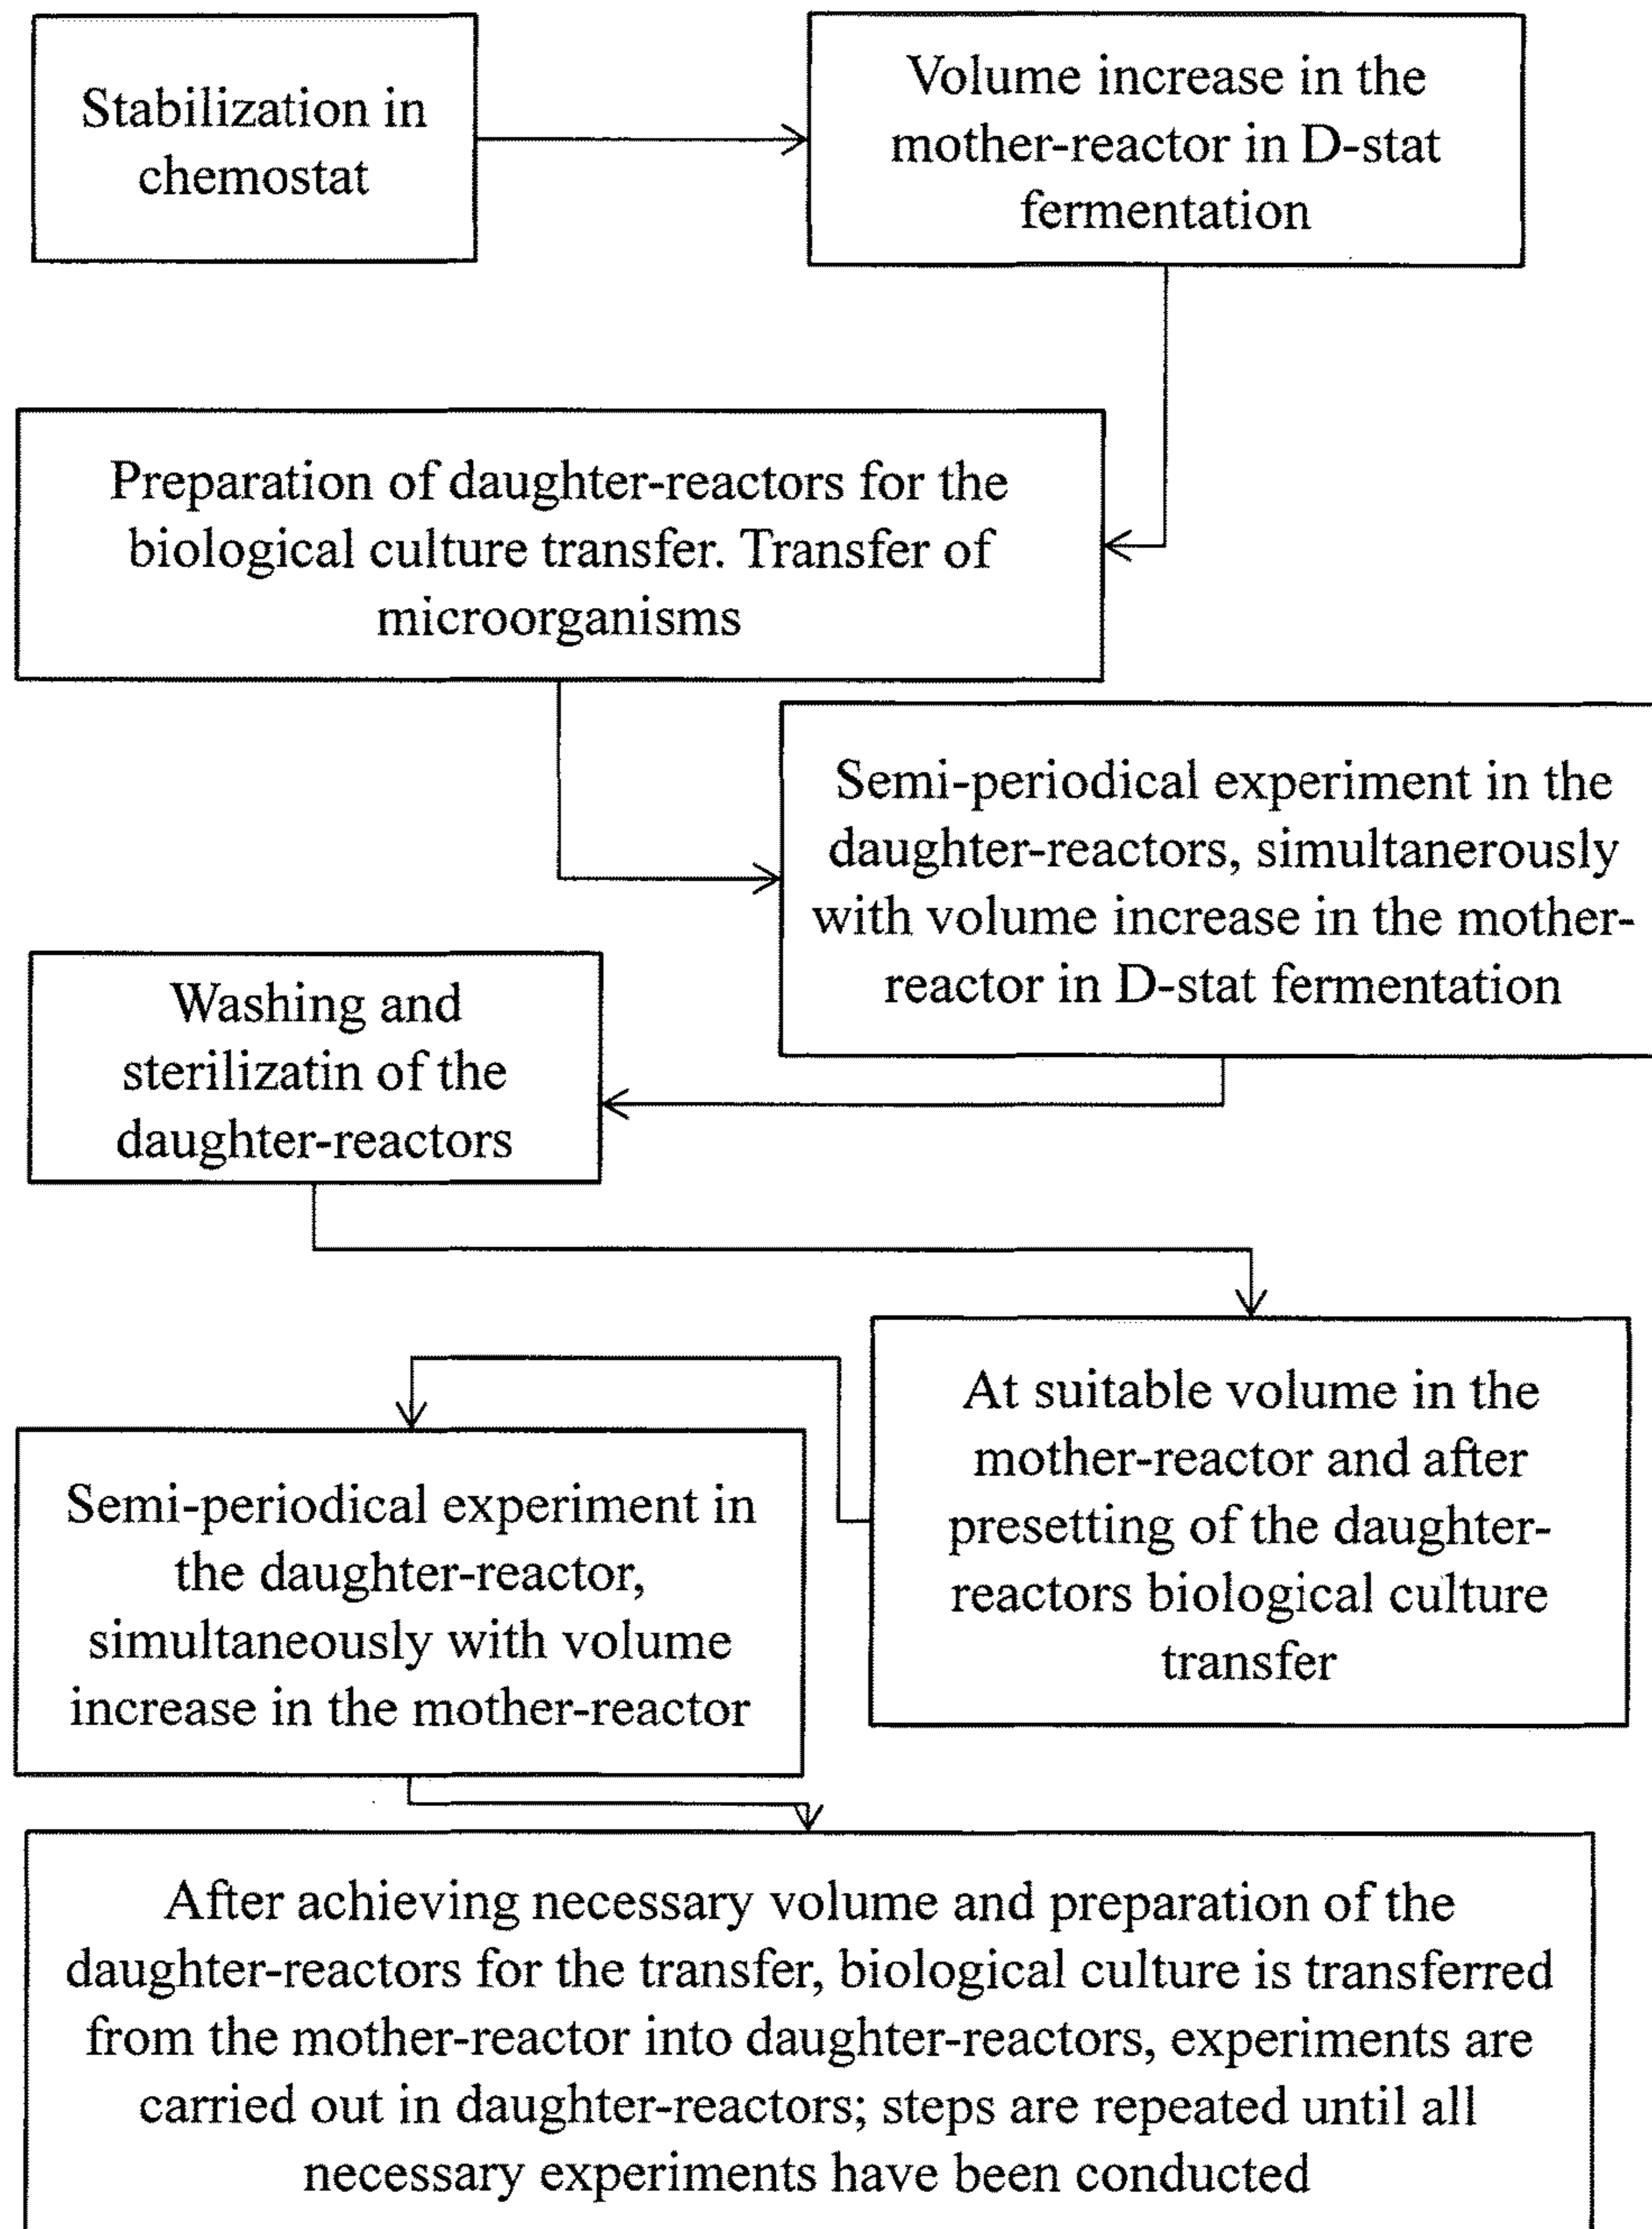 Stabilization in
chemostat
Volume increase in the
mother-reactor in D-stat
fermentation
Preparation of daughter-reactors for the
biological culture transfer. Transfer of
microorganisms
Semi-periodical experiment in the
daughter-reactors, simultanerously
with volume increase in the mother-
reactor in D-stat fermentation
Washing and
sterilizatin of the
daughter-reactors
At suitable volume in the
mother-reactor and after
presetting of the daughter-
reactors biological culture
transfer
Semi-periodical experiment in
the daughter-reactor,
simultaneously with volume
increase in the mother-reactor
After achieving necessary volume and preparation of the
daughter-reactors for the transfer, biological culture is transferred
from the mother-reactor into daughter-reactors, experiments are
carried out in daughter-reactors; steps are repeated until all
necessary experiments have been conducted